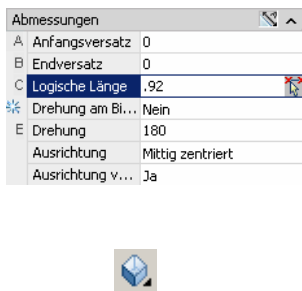 Abmessungen
A Anfangsversatz 0
B Endversatz 0
C Logische Länge .92
Drehung am Bi... Nein
E Drehung 180
Ausrichtung Mittig zentriert
Ausrichtung v... Ja